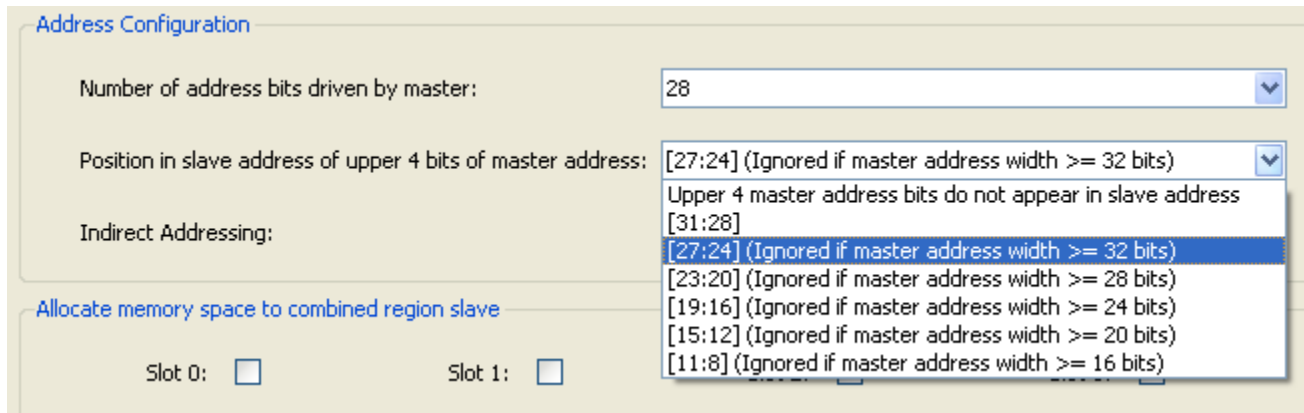 Address Configuration
Number of address bits driven by master:
28
Position in slave address of upper 4 bits of master address:
[27:24] (Ignored if master address width >= 32 bits)
Upper 4 master address bits do not appear in slave address
[31:28]
Indirect Addressing:
[27:24] (Ignored if master address width >= 32 bits)
[23:20] (Ignored if master address width >= 28 bits)
[19:16] (Ignored if master address width >= 24 bits)
[15:12] (Ignored if master address width >= 20 bits)
[11:8] (Ignored if master address width >= 16 bits)
Allocate memory space to combined region slave
Slot 0:
Slot 1: